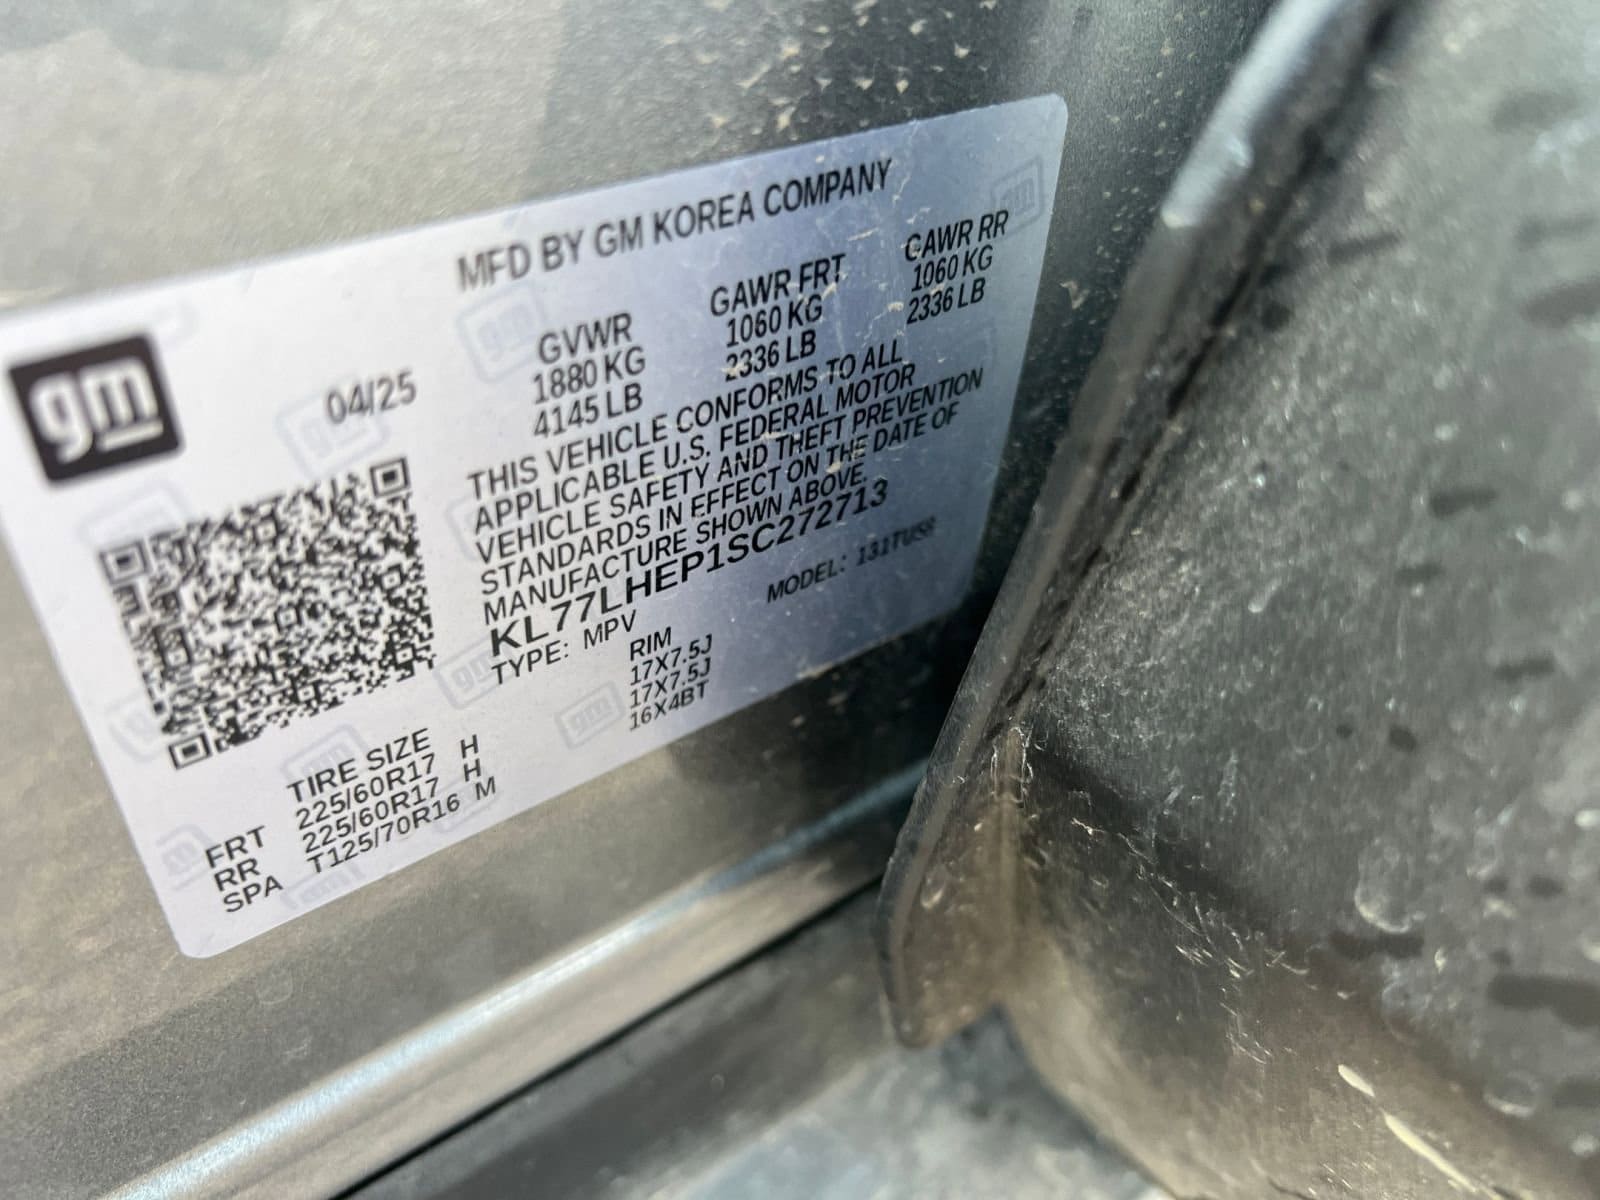 MFD BY GM KOREA COMPANY
gm
04/25
GVWR GAWR FRT GAWR RR
1880 KG 1060 KG 1060 KG
4145 LB 2336 LB 2336 LB
THIS VEHICLE CONFORMS TO ALL
APPLICABLE U.S. FEDERAL MOTOR
VEHICLE SAFETY AND THEFT PREVENTION
STANDARDS IN EFFECT ON THE DATE OF
MANUFACTURE SHOWN ABOVE.
KL77LHEP1SC272713
TYPE: MPV MODEL:
TIRE SIZE RIM
FRT 225/60R17 H 17X7.5J
RR 225/60R17 H 17X7.5J
SPA T125/70R16 M 16X4BT